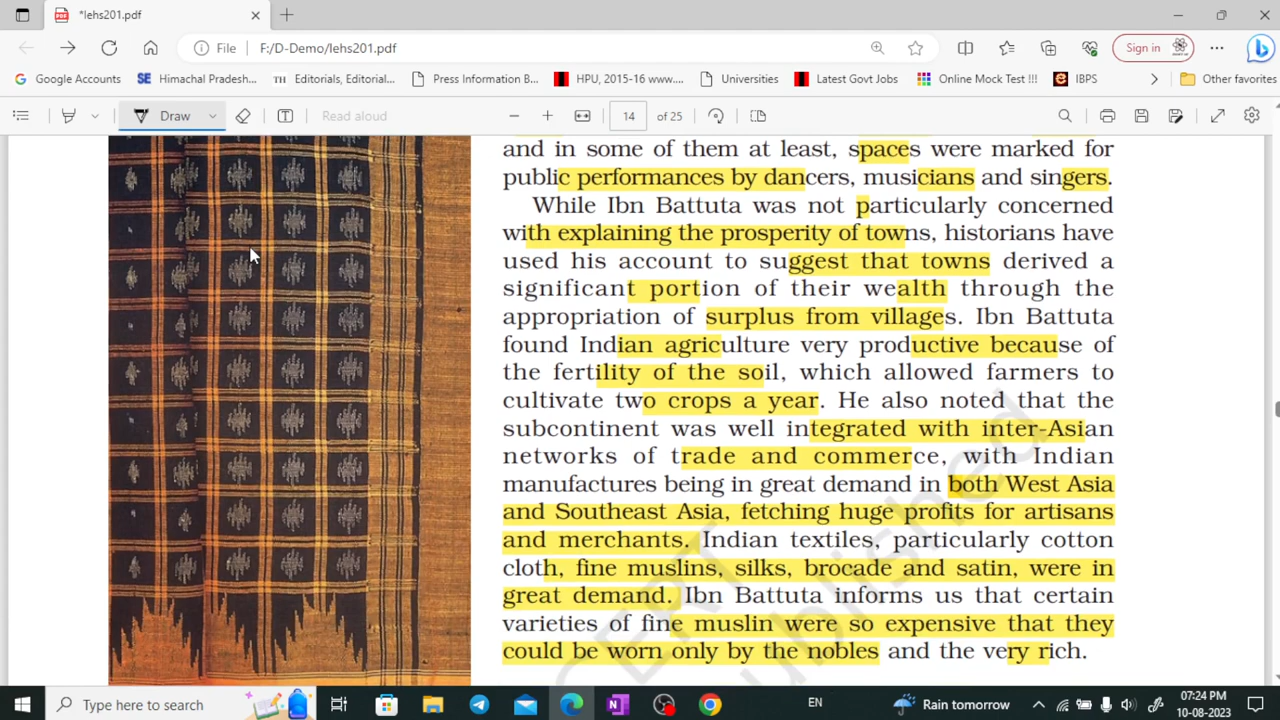 *lehs201.pdf
File F:/D-Demo/lehs201.pdf Sign in
Google Accounts SE Himachal Pradesh... TH Editorials, Editorial... Press Information B... HPU, 2015-16 www.... Universities Latest Govt Jobs Online Mock Test !!! IBPS Other favorites
Draw Read aloud 14 of 25
and in some of them at least, spaces were marked for
public performances by dancers, musicians and singers.
While Ibn Battuta was not particularly concerned
with explaining the prosperity of towns, historians have
used his account to suggest that towns derived a
significant portion of their wealth through the
appropriation of surplus from villages. Ibn Battuta
found Indian agriculture very productive because of
the fertility of the soil, which allowed farmers to
cultivate two crops a year. He also noted that the
subcontinent was well integrated with inter-Asian
networks of trade and commerce, with Indian
manufactures being in great demand in both West Asia
and Southeast Asia, fetching huge profits for artisans
and merchants. Indian textiles, particularly cotton
cloth, fine muslins, silks, brocade and satin, were in
great demand. Ibn Battuta informs us that certain
varieties of fine muslin were so expensive that they
could be worn only by the nobles and the very rich.
Type here to search Rain tomorrow EN 07:24 PM
10-08-2023